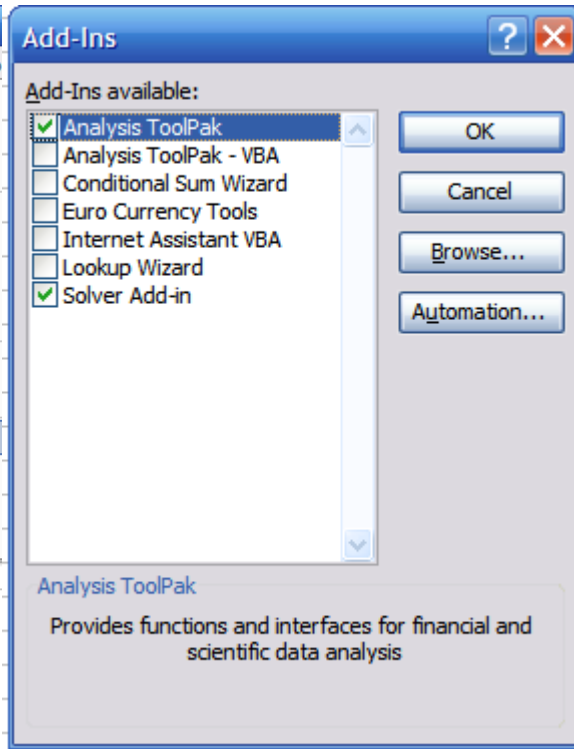 Add-Ins
?
Add-Ins available:
Analysis ToolPak
Analysis ToolPak - VBA
Conditional Sum Wizard
Euro Currency Tools
Internet Assistant VBA
Lookup Wizard
Solver Add-in
OK
Cancel
Browse...
Automation...
Analysis ToolPak
Provides functions and interfaces for financial and
scientific data analysis